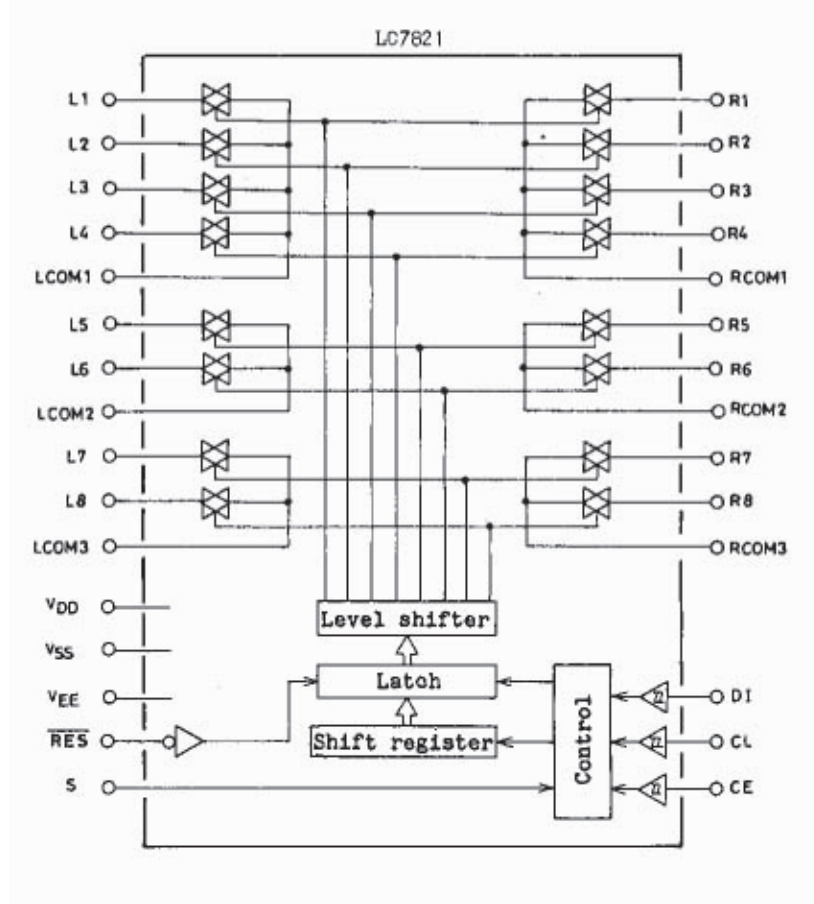 LC7821
L1
R1
L2
R2
L3
R3
L4
R4
LCOM1
RCOM1
L5
R5
L6
R6
LCOM2
RCOM2
L7
R7
L8
R8
LCOM3
RCOM3
VDD
Level shifter
VSS
Latch
VEE
DI
RES
Shift register
Control
CL
S
CE